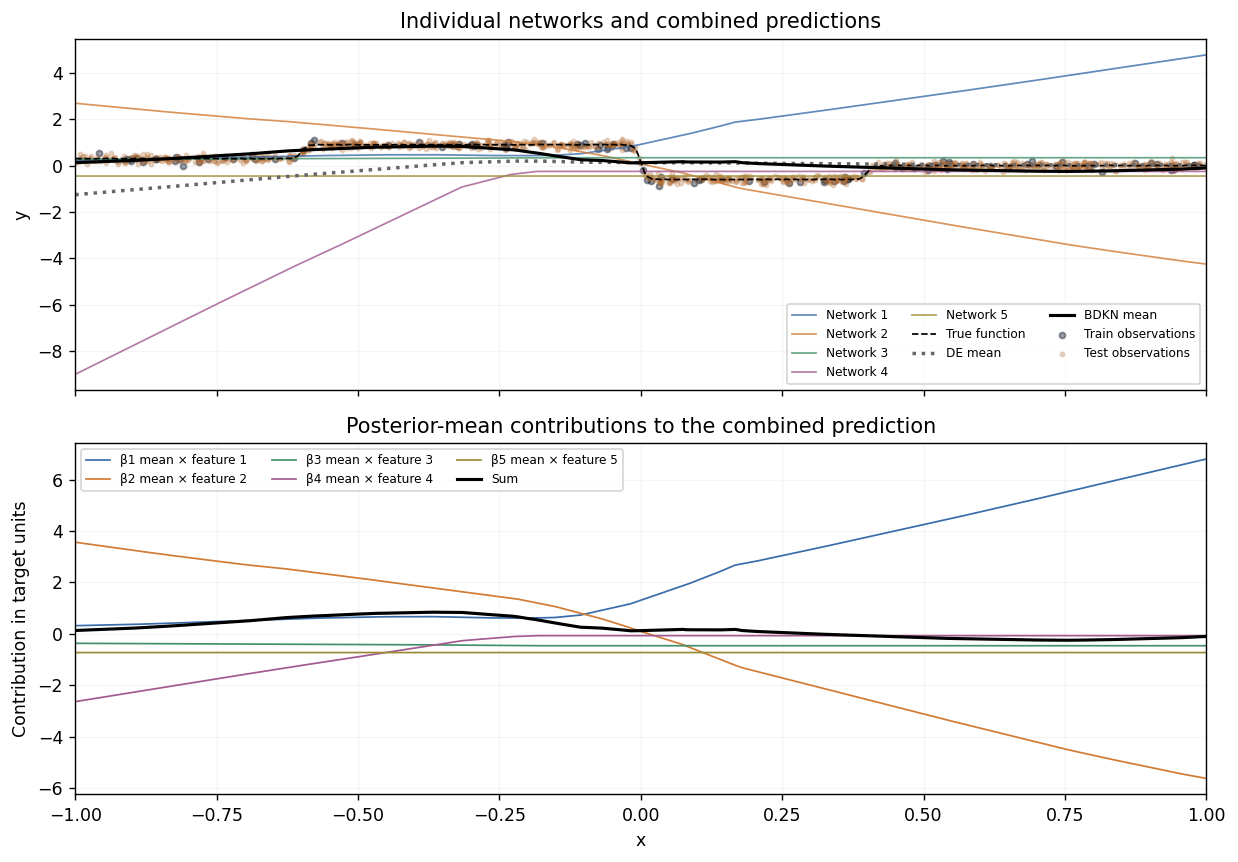 Individual networks and combined predictions
4
2
0
−2
−4
−6
−8
y
Network 1
Network 2
Network 3
Network 4
Network 5
True function
DE mean
BDKN mean
Train observations
Test observations
Posterior-mean contributions to the combined prediction
β1 mean × feature 1
β2 mean × feature 2
β3 mean × feature 3
β4 mean × feature 4
β5 mean × feature 5
Sum
6
4
2
0
−2
−4
−6
Contribution in target units
−1.00 −0.75 −0.50 −0.25 0.00 0.25 0.50 0.75 1.00
x